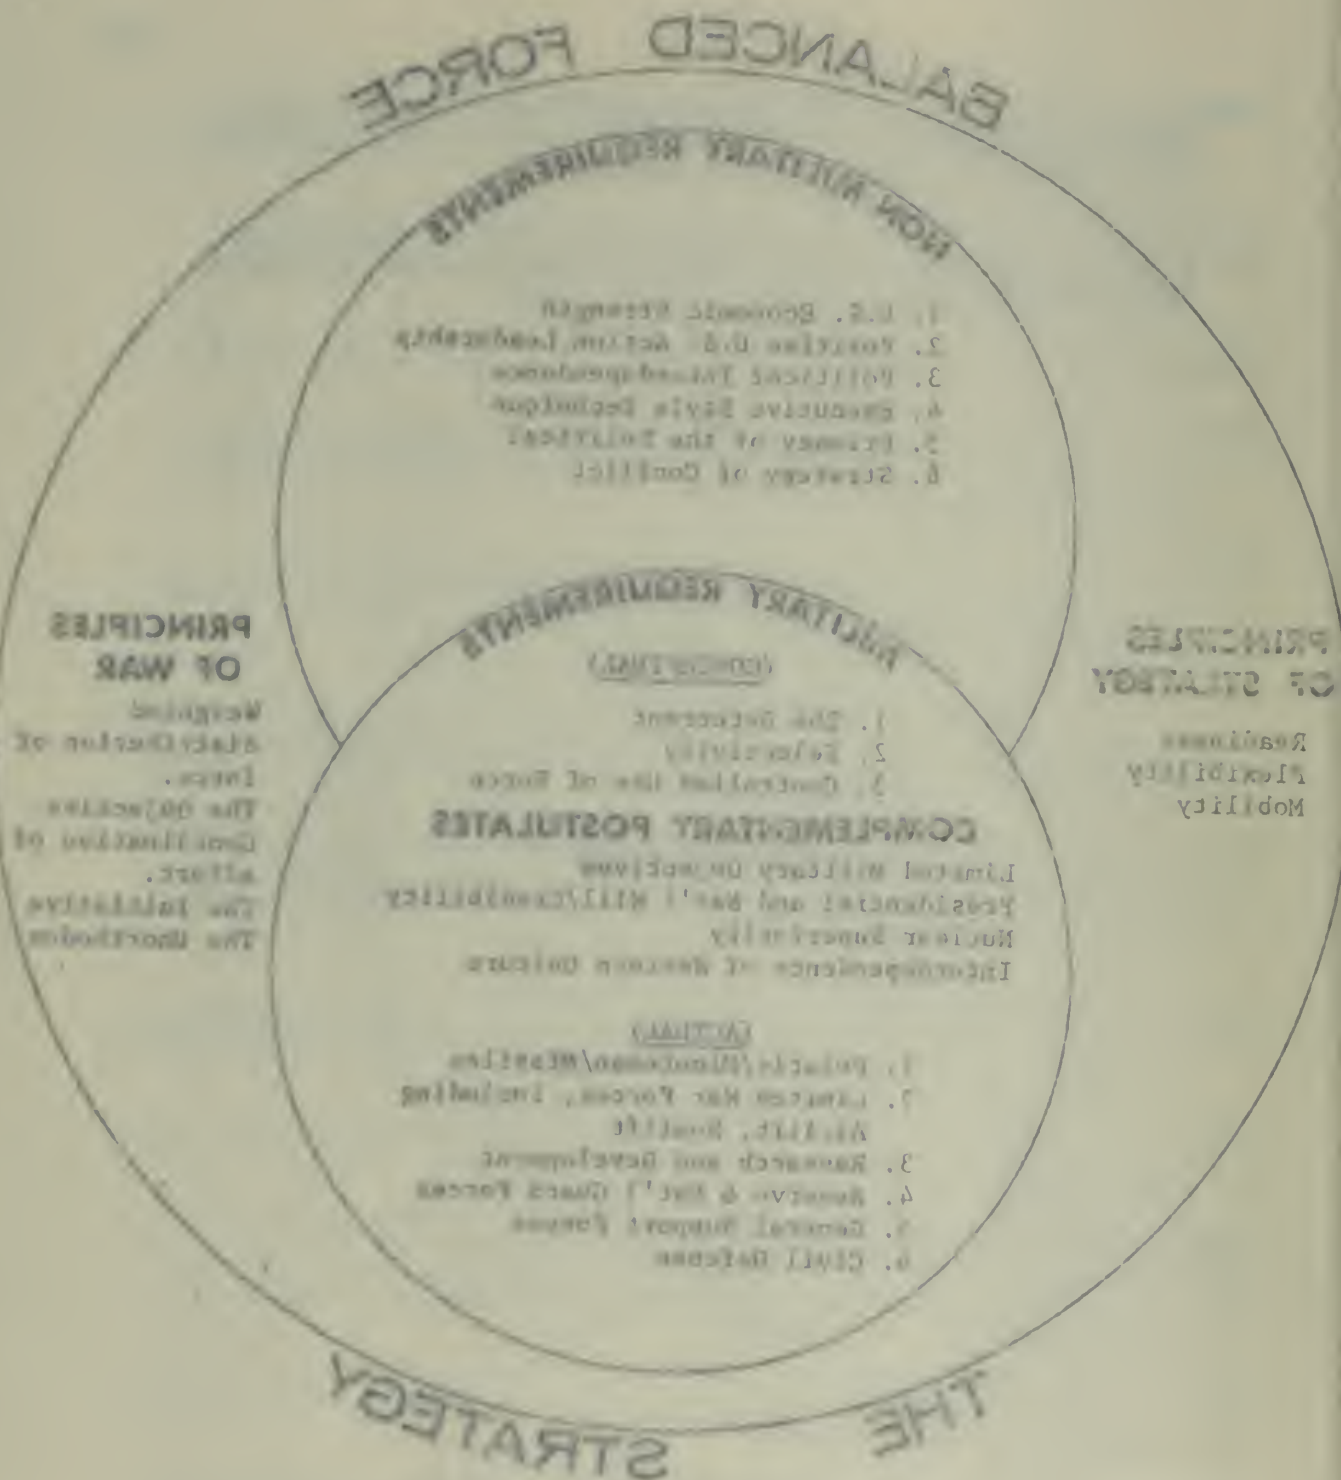 BALANCED FORCE
NON MILITARY REQUIREMENTS
1. U.S. Economic Strength
2. Positive U.S. Action Leadership
3. Political Interdependence
4. Executive Style Technique
5. Primacy of the Political
6. Strategy of Conflict
PRINCIPLES
OF STRATEGY
Readiness
Flexibility
Mobility
MILITARY REQUIREMENTS
(CONCEPTUAL)
1. The Deterrent
2. Selectivity
3. Controlled Use of Force
COMPLEMENTARY POSTULATES
Limited Military Objectives
Presidential and Nat'l Will/Credibility
Nuclear Superiority
Interdependence of Western Culture
(ACTUAL)
1. Polaris/Minuteman/Missiles
2. Limited War Forces, including
Airlift, Sealift
3. Research and Development
4. Reserve & Nat'l Guard Forces
5. General Support Forces
6. Civil Defense
PRINCIPLES
OF WAR
Weighted
distribution of
force.
The Objective
Coordination of
effort.
The Initiative
The Unorthodox
THE STRATEGY